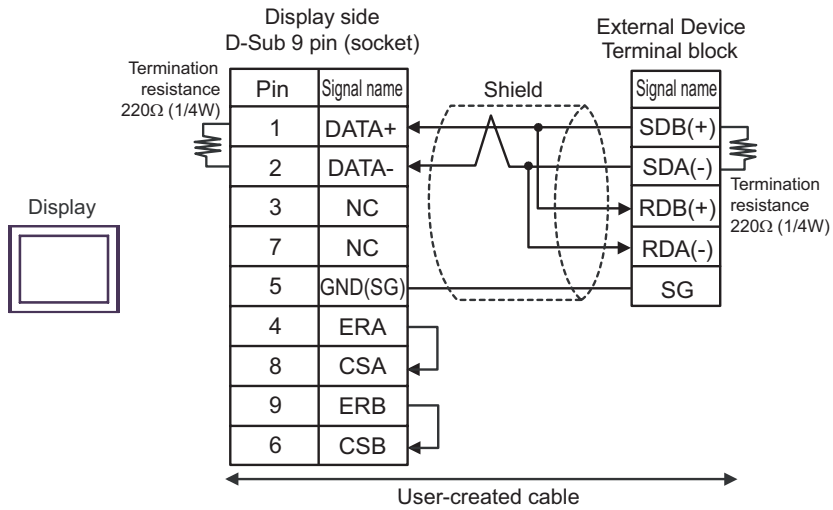 Display side
D-Sub 9 pin (socket)
External Device
Terminal block
Termination
resistance
220Ω (1/4W)
Pin Signal name
Shield
Signal name
1 DATA+
SDB(+)
2 DATA-
SDA(-)
Termination
resistance
220Ω (1/4W)
Display
3 NC
RDB(+)
7 NC
RDA(-)
5 GND(SG)
SG
4 ERA
8 CSA
9 ERB
6 CSB
User-created cable